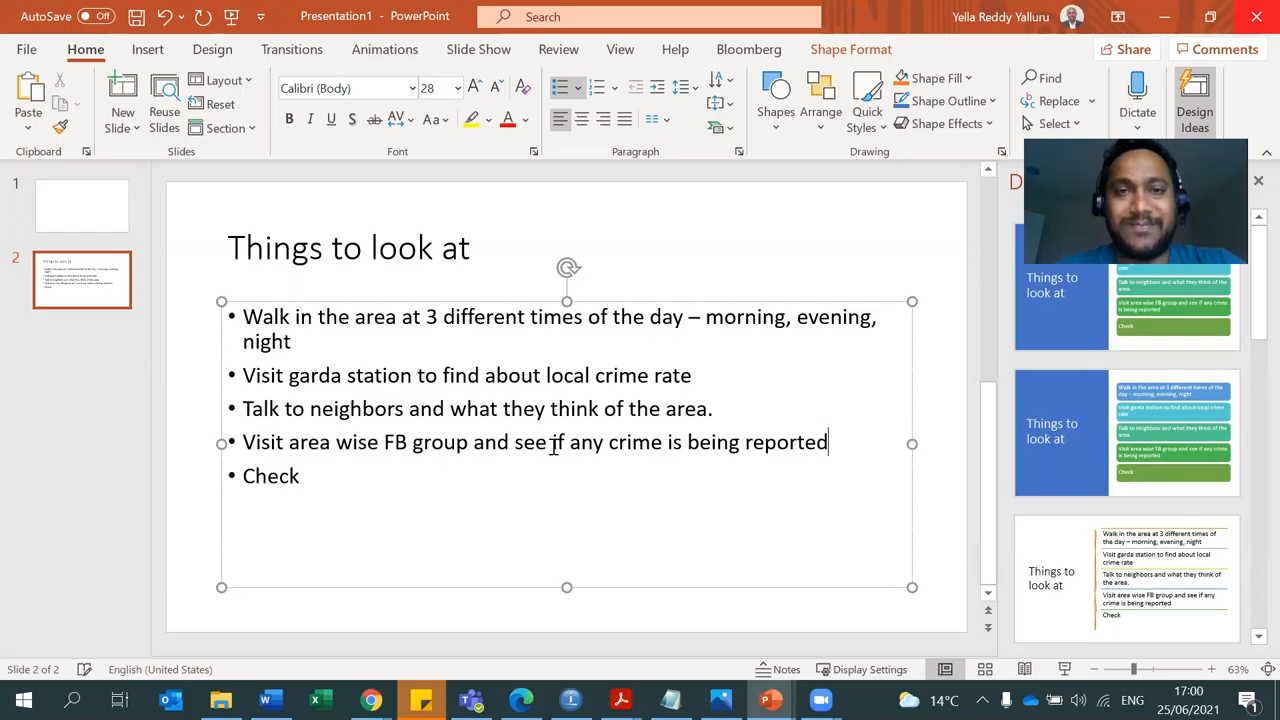 AutoSave Off Presentation1 - PowerPoint Search Yella Reddy Yalluru
File Home Insert Design Transitions Animations Slide Show Review View Help Bloomberg Shape Format Share Comments
Paste New Slide Reuse Slides Layout Reset Section
Calibri (Body) 28
Shapes Arrange Quick Styles Shape Fill Shape Outline Shape Effects
Find Replace Select Dictate Design Ideas
Clipboard Slides Font Paragraph Drawing
1
2
Things to look at
• Walk in the area at 3 different times of the day – morning, evening,
night
• Visit garda station to find about local crime rate
• Talk to neighbors and what they think of the area.
• Visit area wise FB group and see if any crime is being reported
• Check
Things to
look at
rate
Talk to neighbors and what they think of the area.
Visit area wise FB group and see if any crime is being reported
Check
Things to
look at
Walk in the area at 3 different times of the day – morning, evening, night
Visit garda station to find about local crime rate
Talk to neighbors and what they think of the area.
Visit area wise FB group and see if any crime is being reported
Check
Things to
look at
Walk in the area at 3 different times of
the day – morning, evening, night
Visit garda station to find about local
crime rate
Talk to neighbors and what they think of
the area.
Visit area wise FB group and see if any
crime is being reported
Check
Slide 2 of 2 English (United States) Notes Display Settings 63%
14°C ENG 17:00
25/06/2021